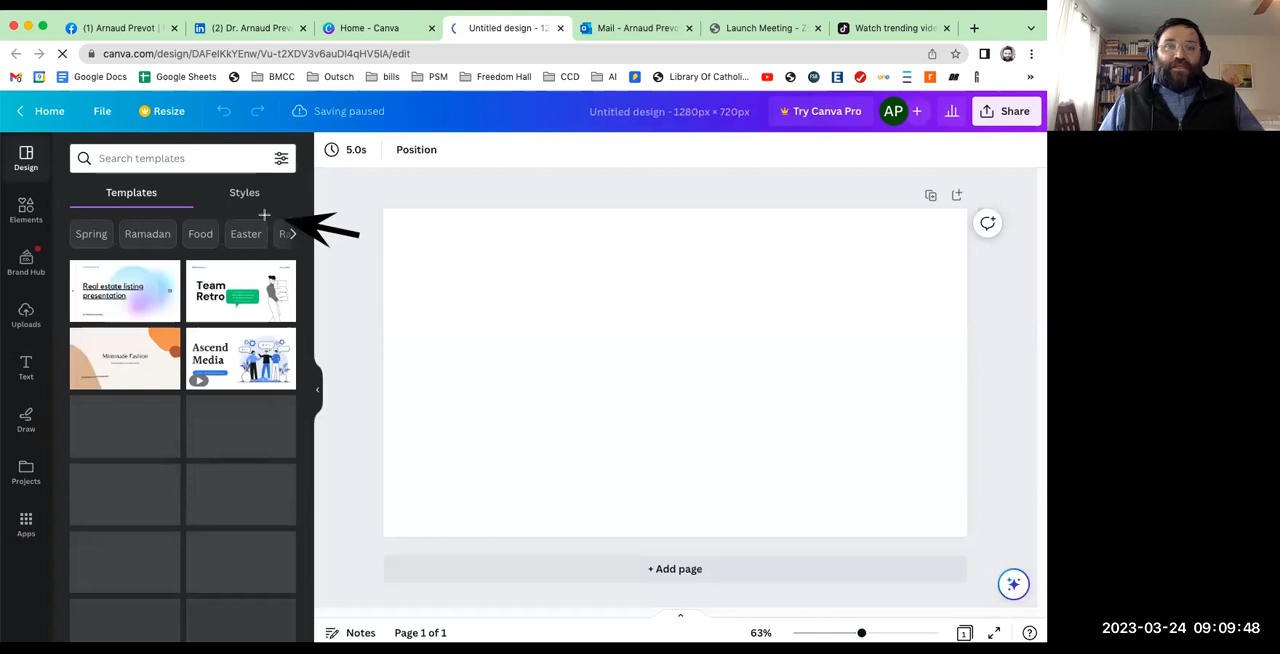 (1) Arnaud Prevot |
(2) Dr. Arnaud Prev
Home - Canva
Untitled design - 12
Mail - Arnaud Prevot
Launch Meeting - Z
Watch trending vide
canva.com/design/DAFeIKkYEnw/Vu-t2XDV3v6auDl4qHV5IA/edit
Google Docs
Google Sheets
BMCC
Outsch
bills
PSM
Freedom Hall
CCD
AI
Library Of Catholi...
Home
File
Resize
Saving paused
Untitled design - 1280px × 720px
Try Canva Pro
AP
Share
Design
Elements
Brand Hub
Uploads
Text
Draw
Projects
Apps
Search templates
Templates
Styles
Spring
Ramadan
Food
Easter
Real estate listing
presentation
Team
Retro
Minimade Fashion
Ascend
Media
5.0s
Position
+ Add page
Notes
Page 1 of 1
63%
1
2023-03-24 09:09:48